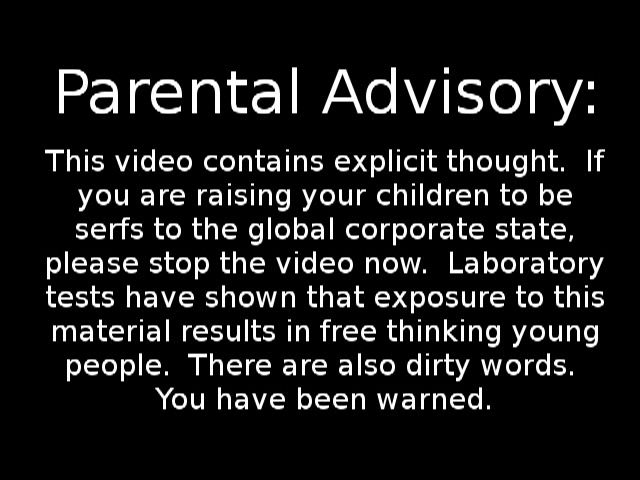 Parental Advisory:
This video contains explicit thought.  If
you are raising your children to be
serfs to the global corporate state,
please stop the video now.  Laboratory
tests have shown that exposure to this
material results in free thinking young
people.  There are also dirty words.
You have been warned.